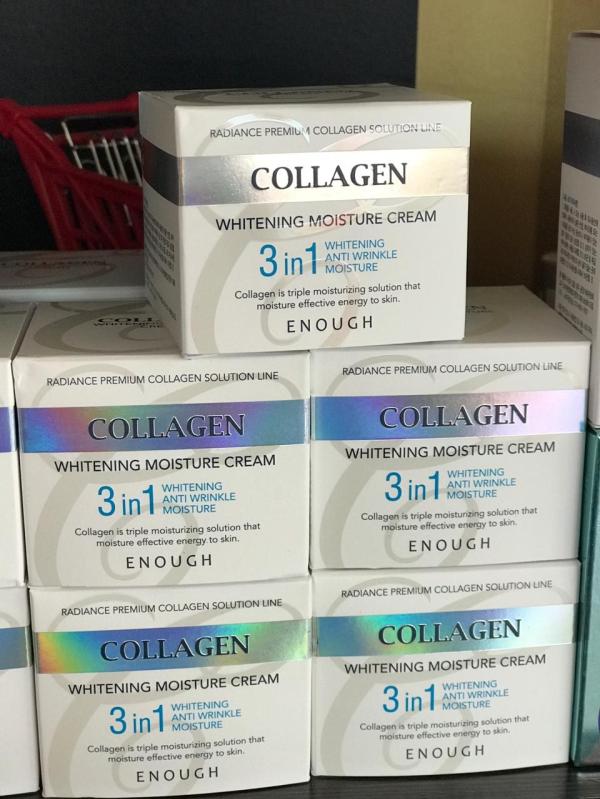 RADIANCE PREMIUM COLLAGEN SOLUTION LINE
COLLAGEN
WHITENING MOISTURE CREAM
3 in 1 WHITENING
ANTI WRINKLE
MOISTURE
Collagen is triple moisturizing solution that
moisture effective energy to skin.
ENOUGH
RADIANCE PREMIUM COLLAGEN SOLUTION LINE
COLLAGEN
WHITENING MOISTURE CREAM
3 in 1 WHITENING
ANTI WRINKLE
MOISTURE
Collagen is triple moisturizing solution that
moisture effective energy to skin.
ENOUGH
RADIANCE PREMIUM COLLAGEN SOLUTION LINE
COLLAGEN
WHITENING MOISTURE CREAM
3 in 1 WHITENING
ANTI WRINKLE
MOISTURE
Collagen is triple moisturizing solution that
moisture effective energy to skin.
ENOUGH
RADIANCE PREMIUM COLLAGEN SOLUTION LINE
COLLAGEN
WHITENING MOISTURE CREAM
3 in 1 WHITENING
ANTI WRINKLE
MOISTURE
Collagen is triple moisturizing solution that
moisture effective energy to skin.
ENOUGH
RADIANCE PREMIUM COLLAGEN SOLUTION LINE
COLLAGEN
WHITENING MOISTURE CREAM
3 in 1 WHITENING
ANTI WRINKLE
MOISTURE
Collagen is triple moisturizing solution that
moisture effective energy to skin.
ENOUGH